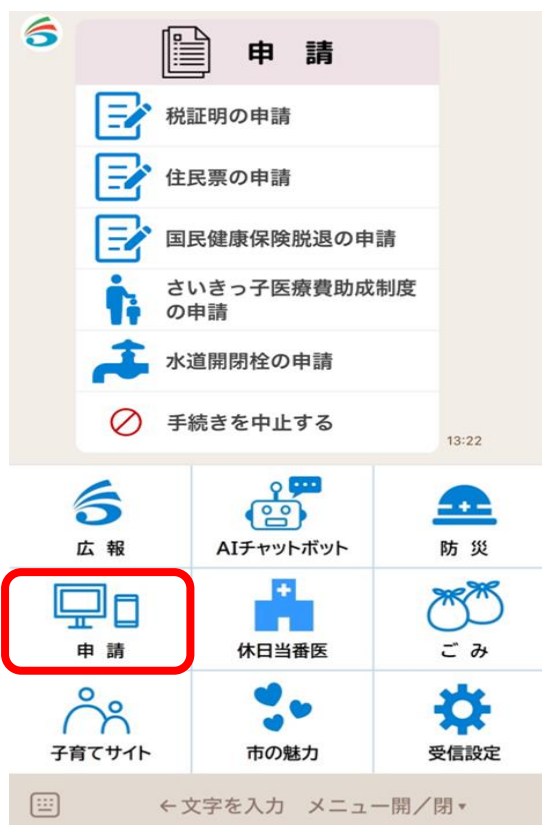 申 請
税証明の申請
住民票の申請
国民健康保険脱退の申請
さいきっ子医療費助成制度
の申請
水道開閉栓の申請
手続きを中止する
13:22
広 報
AIチャットボット
防 災
申 請
休日当番医
ご み
子育てサイト
市の魅力
受信設定
←文字を入力 メニュー開／閉▼